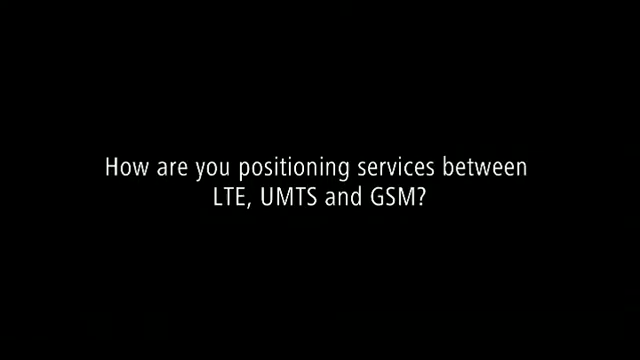 How are you positioning services between
LTE, UMTS and GSM?